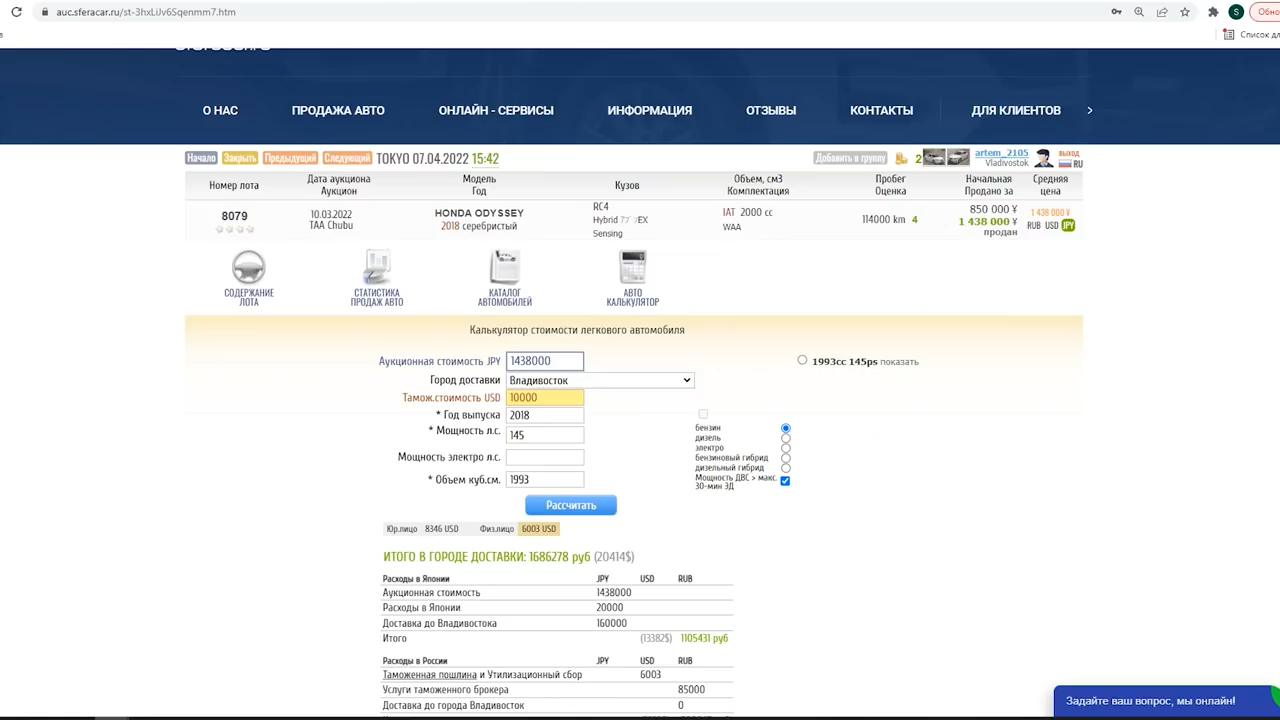 auc.sferacar.ru/st-3hxLiJv6Sqenmm7.htm
S
Обно
Список дл
О НАС ПРОДАЖА АВТО ОНЛАЙН - СЕРВИСЫ ИНФОРМАЦИЯ ОТЗЫВЫ КОНТАКТЫ ДЛЯ КЛИЕНТОВ >
Начало Закрыть Предыдущий Следующий TOKYO 07.04.2022 15:42 Добавить в группу 2 artem_2105 выход
Vladivostok RU
Номер лота Дата аукциона Аукцион Модель Год Кузов Объем, см3 Комплектация Пробег Оценка Начальная Продано за Средняя цена
8079 10.03.2022 TAA Chubu HONDA ODYSSEY 2018 серебристый RC4 Hybrid EX Sensing IAT 2000 cc WAA 114000 km 4 850 000 ¥ 1 438 000 ¥ продан 1 438 000 ¥ RUB USD JPY
СОДЕРЖАНИЕ ЛОТА
СТАТИСТИКА ПРОДАЖ АВТО
КАТАЛОГ АВТОМОБИЛЕЙ
АВТО КАЛЬКУЛЯТОР
Калькулятор стоимости легкового автомобиля
Аукционная стоимость JPY 1438000 1993cc 145ps показать
Город доставки Владивосток
Тамож.стоимость USD 10000
* Год выпуска 2018
* Мощность л.с. 145
Мощность электро л.с.
* Объем куб.см. 1993
бензин
дизель
электро
бензиновый гибрид
дизельный гибрид
Мощность ДВС > макс.
30-мин ЭД
Рассчитать
Юр.лицо 8346 USD Физ.лицо 6003 USD
ИТОГО В ГОРОДЕ ДОСТАВКИ: 1686278 руб (20414$)
Расходы в Японии JPY USD RUB
Аукционная стоимость 1438000
Расходы в Японии 20000
Доставка до Владивостока 160000
Итого (13382$) 1105431 руб
Расходы в России JPY USD RUB
Таможенная пошлина и Утилизационный сбор 6003
Услуги таможенного брокера 85000
Доставка до города Владивосток 0
Задайте ваш вопрос, мы онлайн!